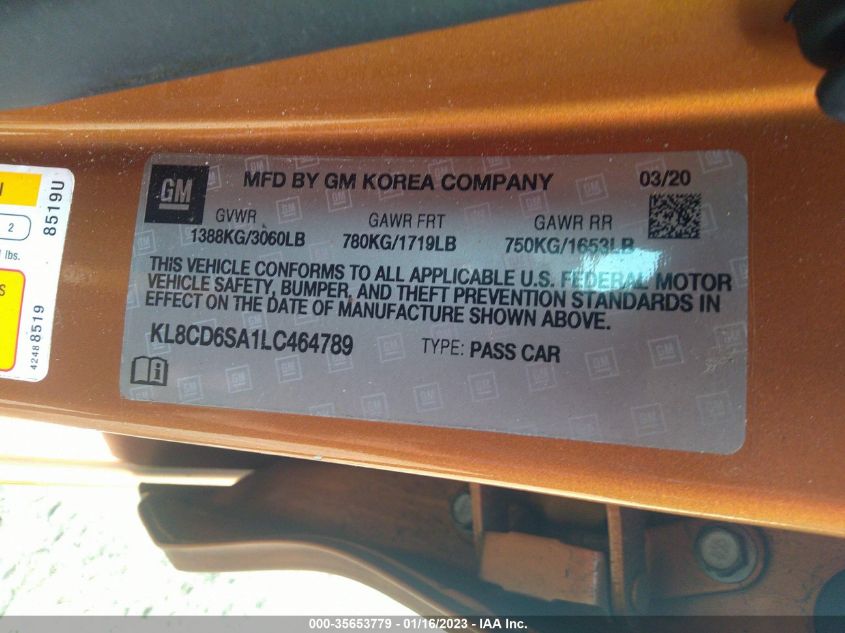 GM MFD BY GM KOREA COMPANY 03/20
GVWR GAWR FRT GAWR RR
1388KG/3060LB 780KG/1719LB 750KG/1653LB
THIS VEHICLE CONFORMS TO ALL APPLICABLE U.S. FEDERAL MOTOR
VEHICLE SAFETY, BUMPER, AND THEFT PREVENTION STANDARDS IN
EFFECT ON THE DATE OF MANUFACTURE SHOWN ABOVE.
KL8CD6SA1LC464789 TYPE: PASS CAR
2
lbs.
8519U
42488519
000-35653779 - 01/16/2023 - IAA Inc.